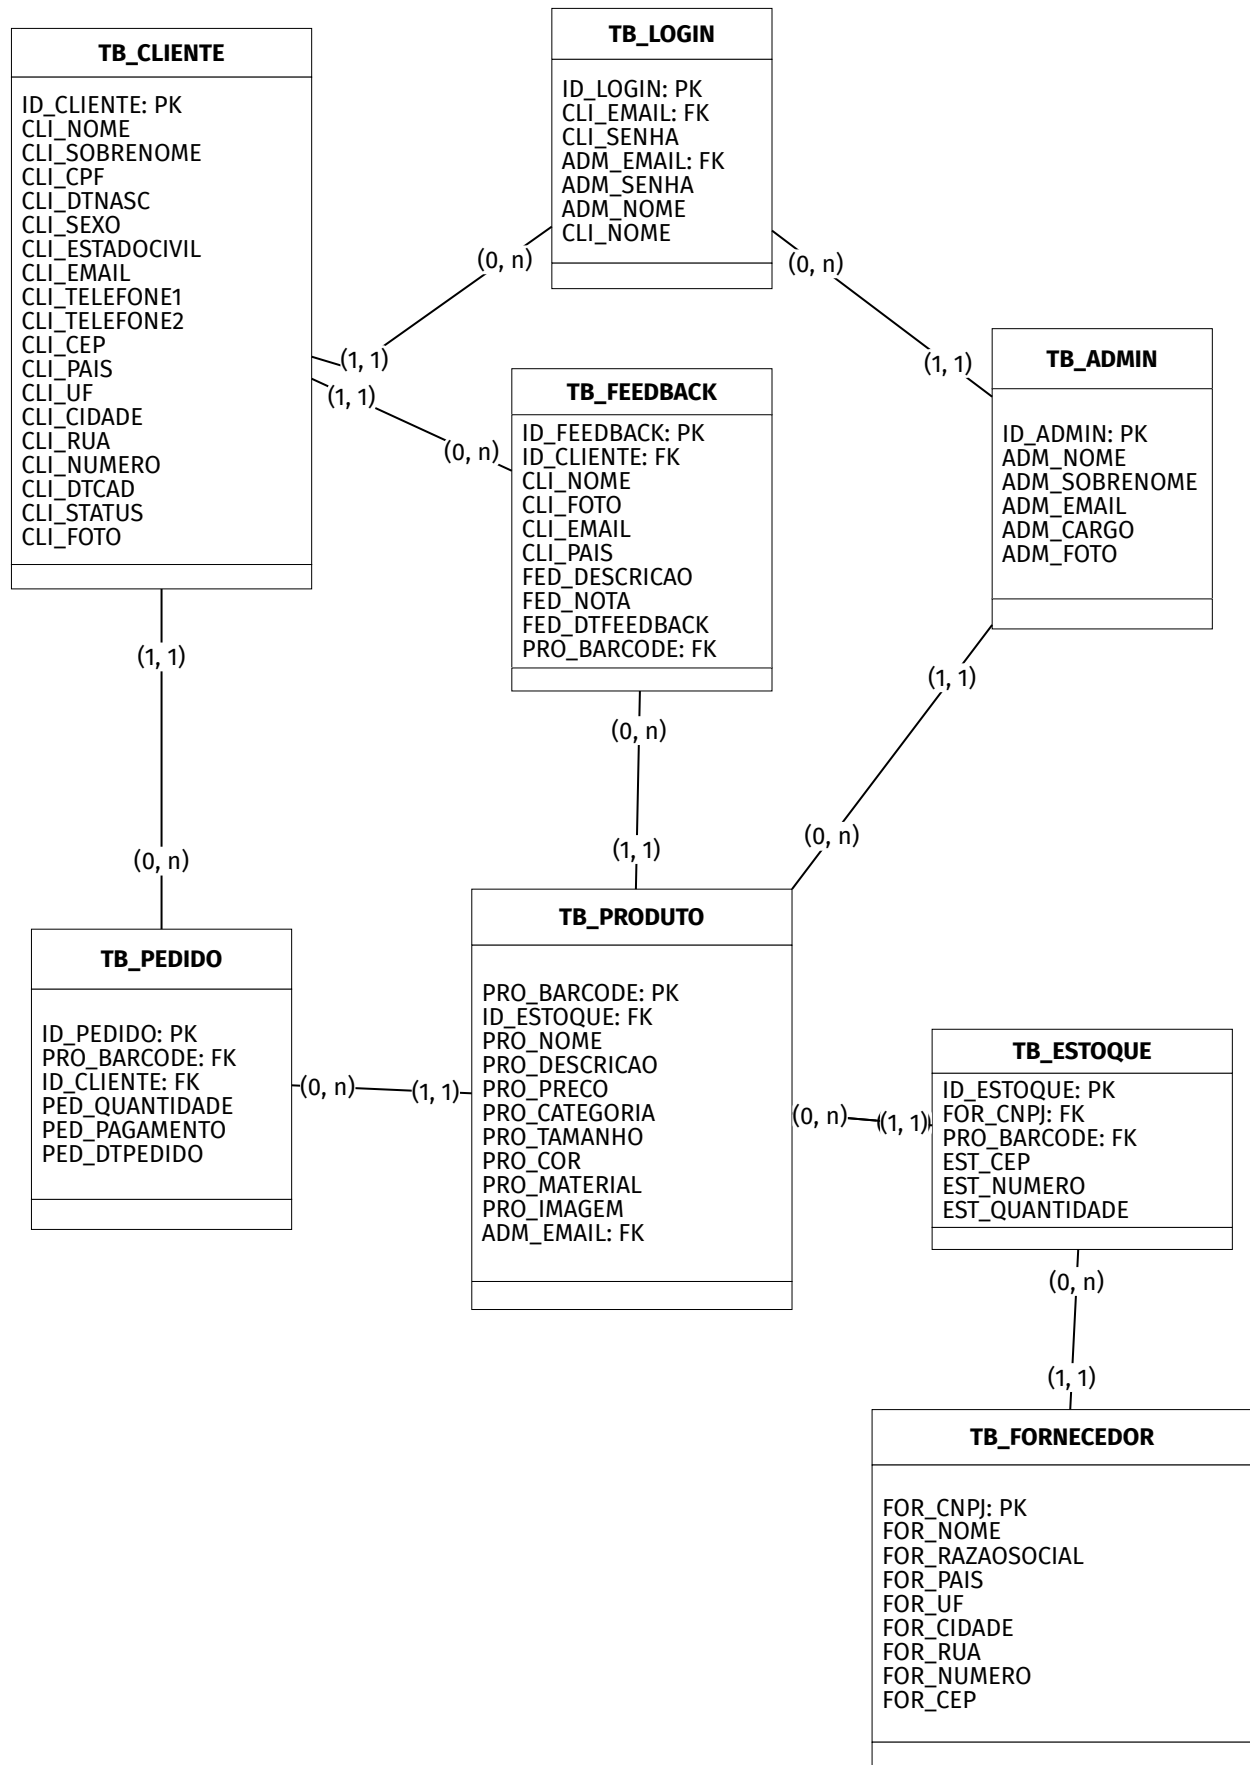 TB_CLIENTE
ID_CLIENTE: PK
CLI_NOME
CLI_SOBRENOME
CLI_CPF
CLI_DTNASC
CLI_SEXO
CLI_ESTADOCIVIL
CLI_EMAIL
CLI_TELEFONE1
CLI_TELEFONE2
CLI_CEP
CLI_PAIS
CLI_UF
CLI_CIDADE
CLI_RUA
CLI_NUMERO
CLI_DTCAD
CLI_STATUS
CLI_FOTO
TB_LOGIN
ID_LOGIN: PK
CLI_EMAIL: FK
CLI_SENHA
ADM_EMAIL: FK
ADM_SENHA
ADM_NOME
CLI_NOME
(0, n)
(1, 1)
(0, n)
(1, 1)
(1, 1)
(0, n)
TB_FEEDBACK
ID_FEEDBACK: PK
ID_CLIENTE: FK
CLI_NOME
CLI_FOTO
CLI_EMAIL
CLI_PAIS
FED_DESCRICAO
FED_NOTA
FED_DTFEEDBACK
PRO_BARCODE: FK
TB_ADMIN
ID_ADMIN: PK
ADM_NOME
ADM_SOBRENOME
ADM_EMAIL
ADM_CARGO
ADM_FOTO
(1, 1)
(0, n)
(0, n)
(1, 1)
(1, 1)
(0, n)
TB_PEDIDO
ID_PEDIDO: PK
PRO_BARCODE: FK
ID_CLIENTE: FK
PED_QUANTIDADE
PED_PAGAMENTO
PED_DTPEDIDO
(0, n)
(1, 1)
TB_PRODUTO
PRO_BARCODE: PK
ID_ESTOQUE: FK
PRO_NOME
PRO_DESCRICAO
PRO_PRECO
PRO_CATEGORIA
PRO_TAMANHO
PRO_COR
PRO_MATERIAL
PRO_IMAGEM
ADM_EMAIL: FK
(0, n)
(1, 1)
TB_ESTOQUE
ID_ESTOQUE: PK
FOR_CNPJ: FK
PRO_BARCODE: FK
EST_CEP
EST_NUMERO
EST_QUANTIDADE
(0, n)
(1, 1)
TB_FORNECEDOR
FOR_CNPJ: PK
FOR_NOME
FOR_RAZAOSOCIAL
FOR_PAIS
FOR_UF
FOR_CIDADE
FOR_RUA
FOR_NUMERO
FOR_CEP